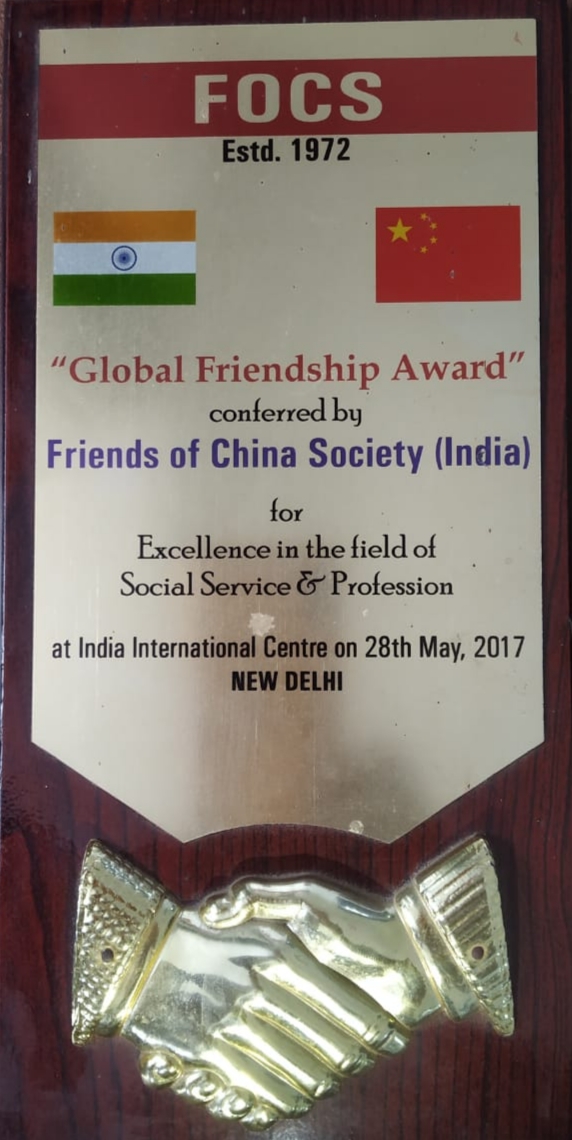 FOCS
Estd. 1972
“Global Friendship Award”
conferred by
Friends of China Society (India)
for
Excellence in the field of
Social Service & Profession
at India International Centre on 28th May, 2017
NEW DELHI